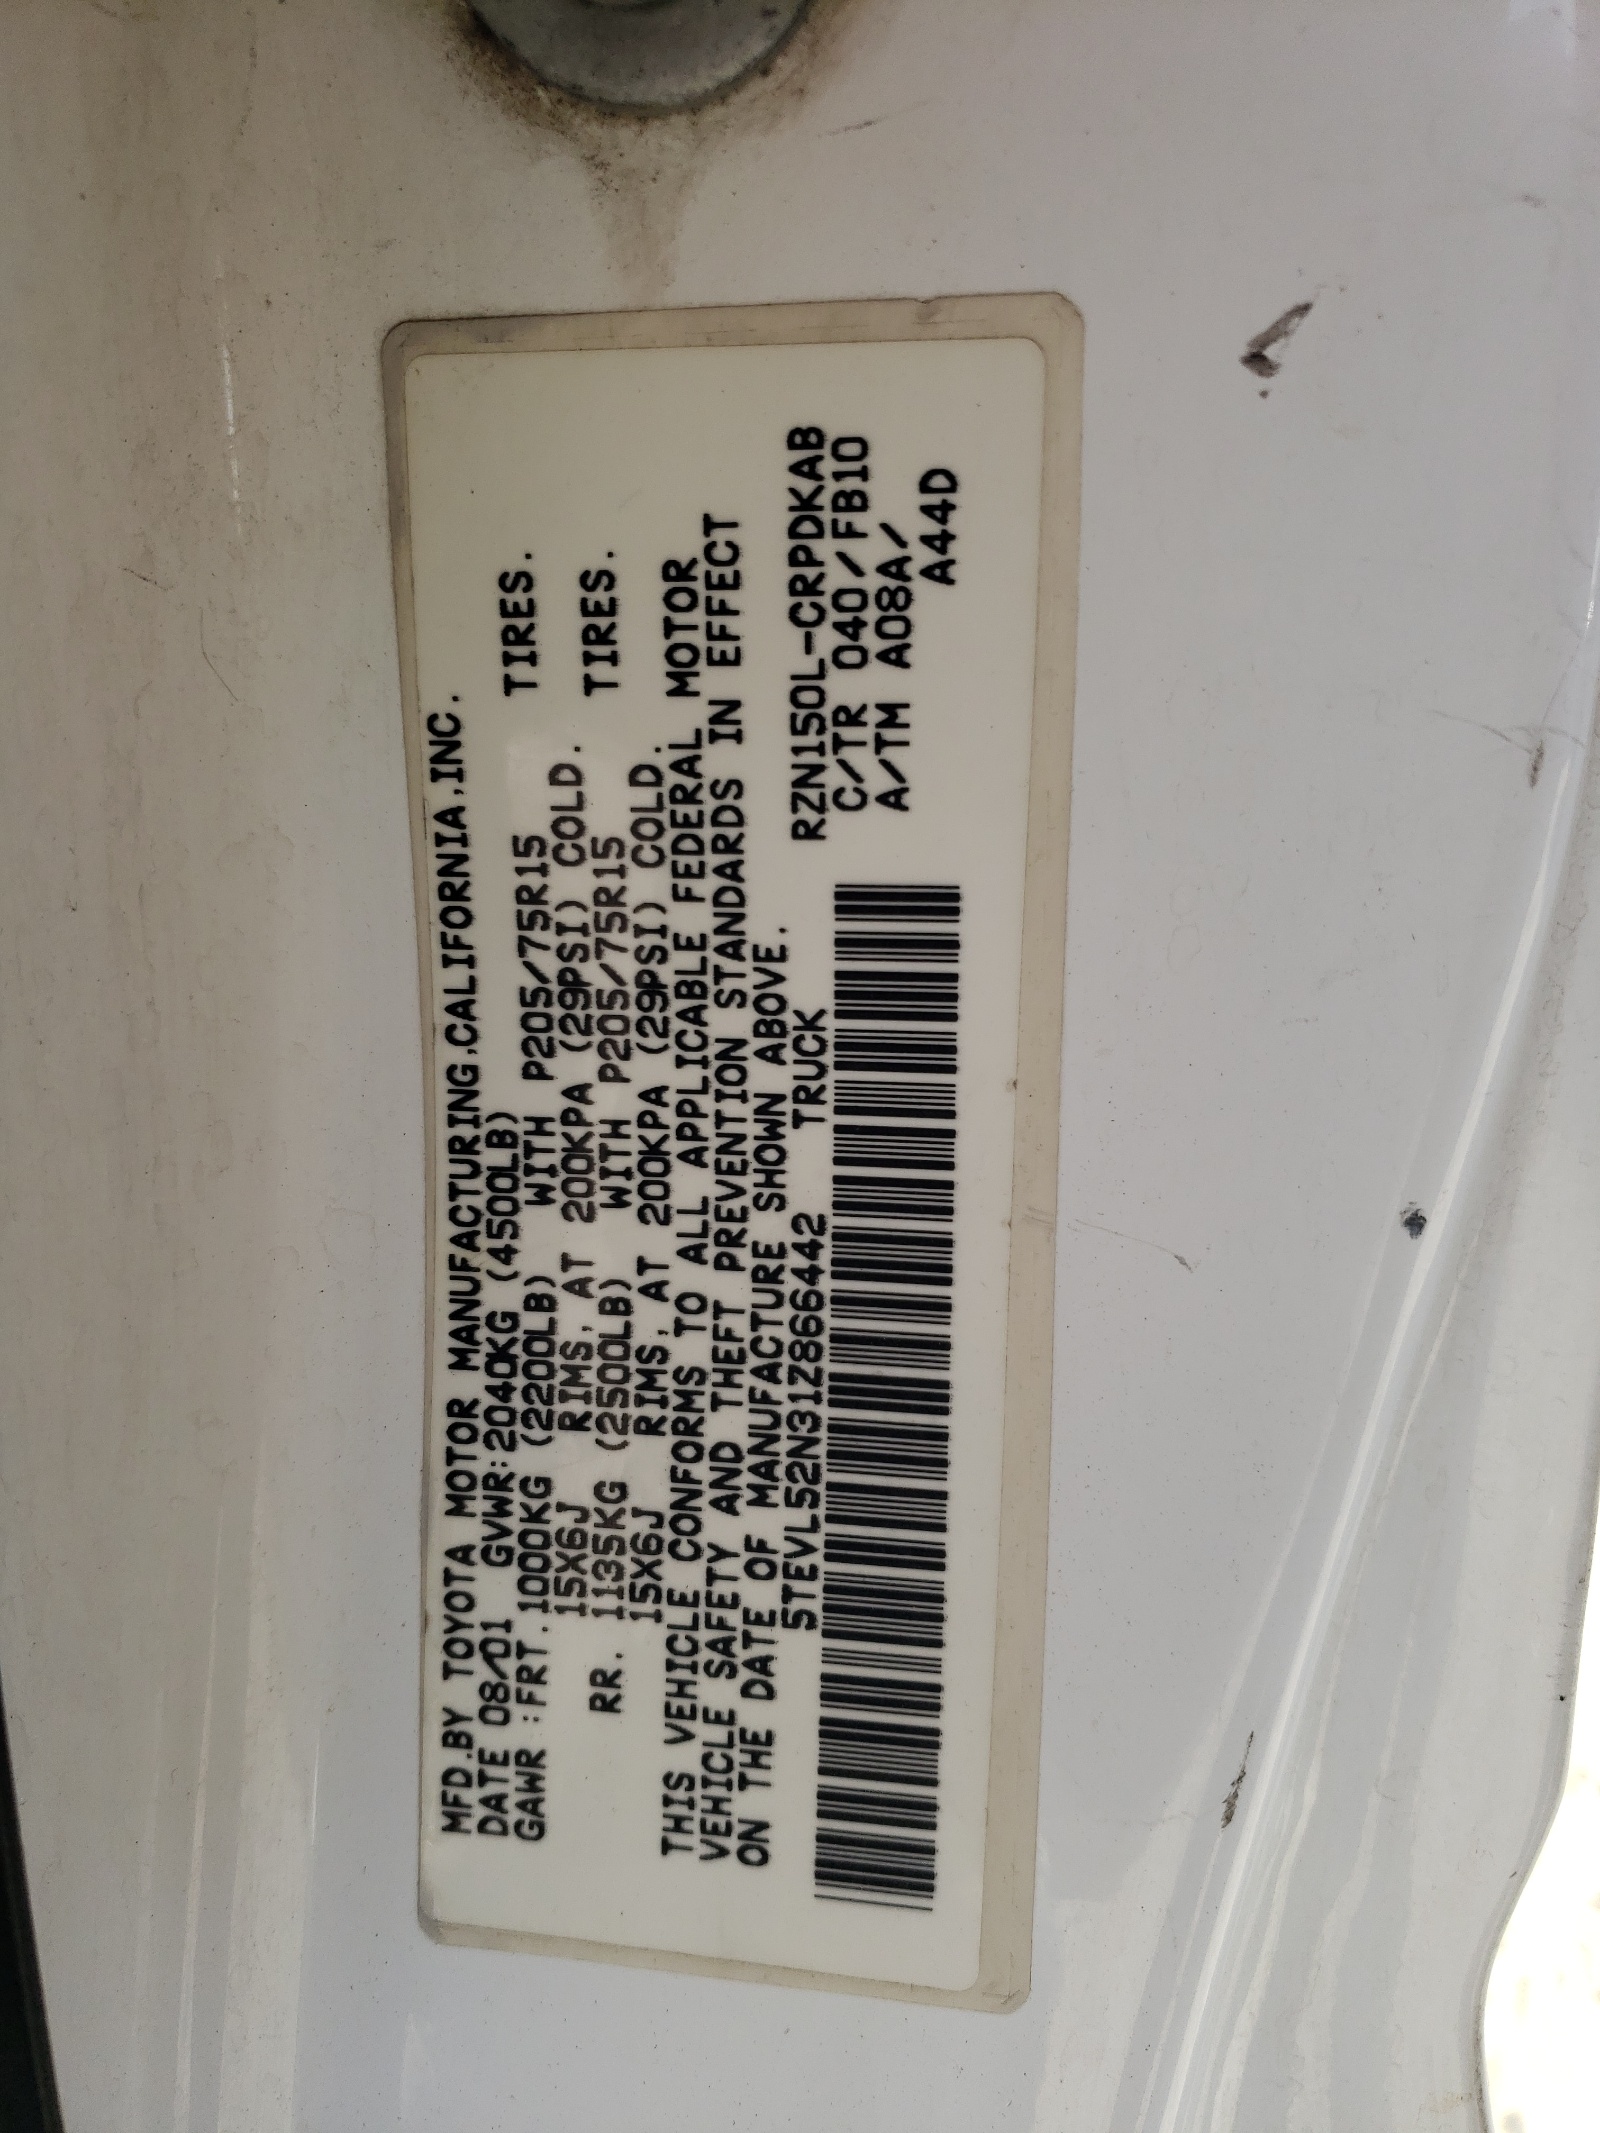 MFD.BY TOYOTA MOTOR MANUFACTURING,CALIFORNIA,INC.
DATE 08/01 GVWR:2040KG (4500LB)
GAWR :FRT.1000KG (2200LB) WITH P205/75R15 TIRES.
15X6J RIMS, AT 200KPA (29PSI) COLD.
RR. 1135KG (2500LB) WITH P205/75R15 TIRES.
15X6J RIMS, AT 200KPA (29PSI) COLD.
THIS VEHICLE CONFORMS TO ALL APPLICABLE FEDERAL MOTOR
VEHICLE SAFETY AND THEFT PREVENTION STANDARDS IN EFFECT
ON THE DATE OF MANUFACTURE SHOWN ABOVE.
5TEVL52N31Z866442 TRUCK RZN150L-CRPDKAB
C/TR 040/FB10
A/TM A08A/
A44D